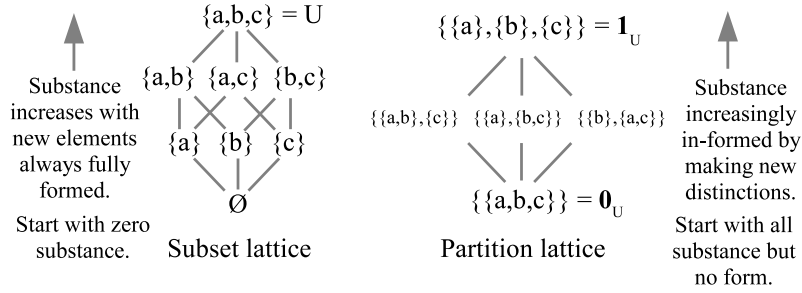 {a,b,c} = U
Substance
increases with
new elements
always fully
formed.
Start with zero
substance.
{a,b} {a,c} {b,c}
{a} {b} {c}
Ø
Subset lattice
{{a},{b},{c}} = 1U
{{a,b},{c}} {{a},{b,c}} {{b},{a,c}}
{{a,b,c}} = 0U
Partition lattice
Substance
increasingly
in-formed by
making new
distinctions.
Start with all
substance but
no form.